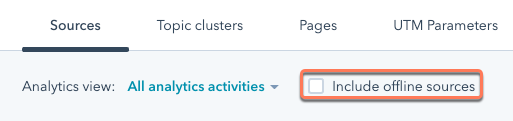 Sources Topic clusters Pages UTM Parameters
Analytics view: All analytics activities Include offline sources